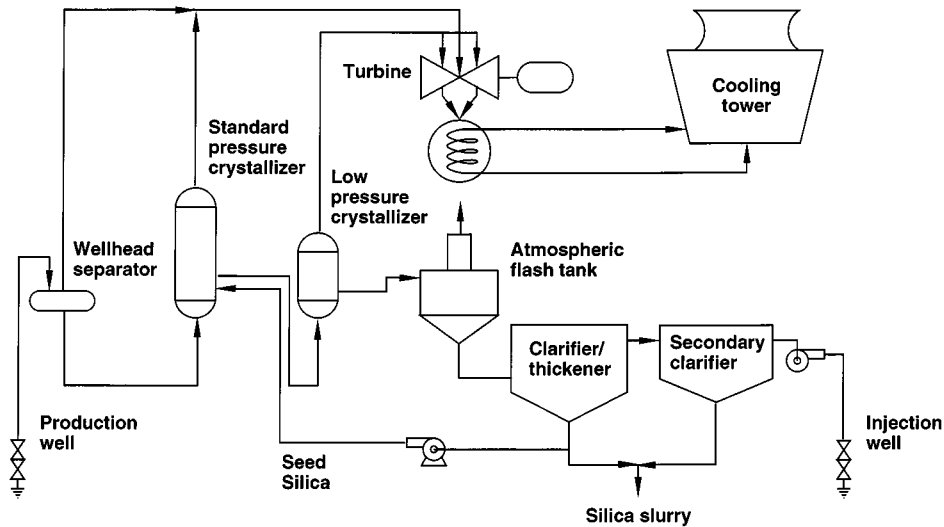 Turbine
Cooling
tower
Standard
pressure
crystallizer
Low
pressure
crystallizer
Wellhead
separator
Atmospheric
flash tank
Clarifier/
thickener
Secondary
clarifier
Production
well
Injection
well
Seed
Silica
Silica slurry